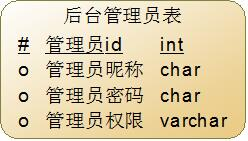 后台管理员表
# 管理员id int
o 管理员昵称 char
o 管理员密码 char
o 管理员权限 varchar